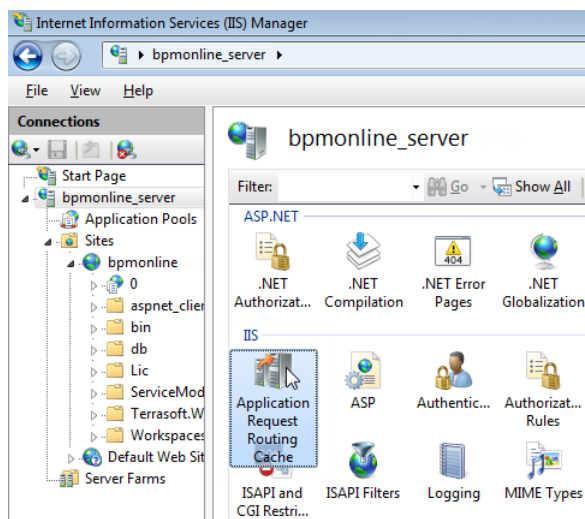 Internet Information Services (IIS) Manager
bpmonline_server
File View Help
Connections
Start Page
bpmonline_server
Application Pools
Sites
bpmonline
0
aspnet_clier
bin
db
Lic
ServiceMod
Terrasoft.W
Workspaces
Default Web Sit
Server Farms
bpmonline_server
Filter: Go Show All
ASP.NET
.NET Authorizat...
.NET Compilation
404
.NET Error Pages
.NET Globalization
IIS
Application Request Routing Cache
ASP
Authentic...
Authorizat... Rules
ISAPI and CGI Restri...
ISAPI Filters
Logging
MIME Types